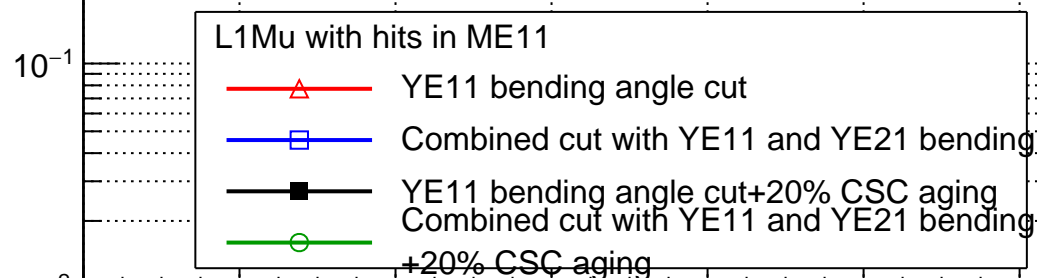 L1Mu with hits in ME11
10⁻¹
YE11 bending angle cut
Combined cut with YE11 and YE21 bending
YE11 bending angle cut+20% CSC aging
Combined cut with YE11 and YE21 bending
+20% CSC aging